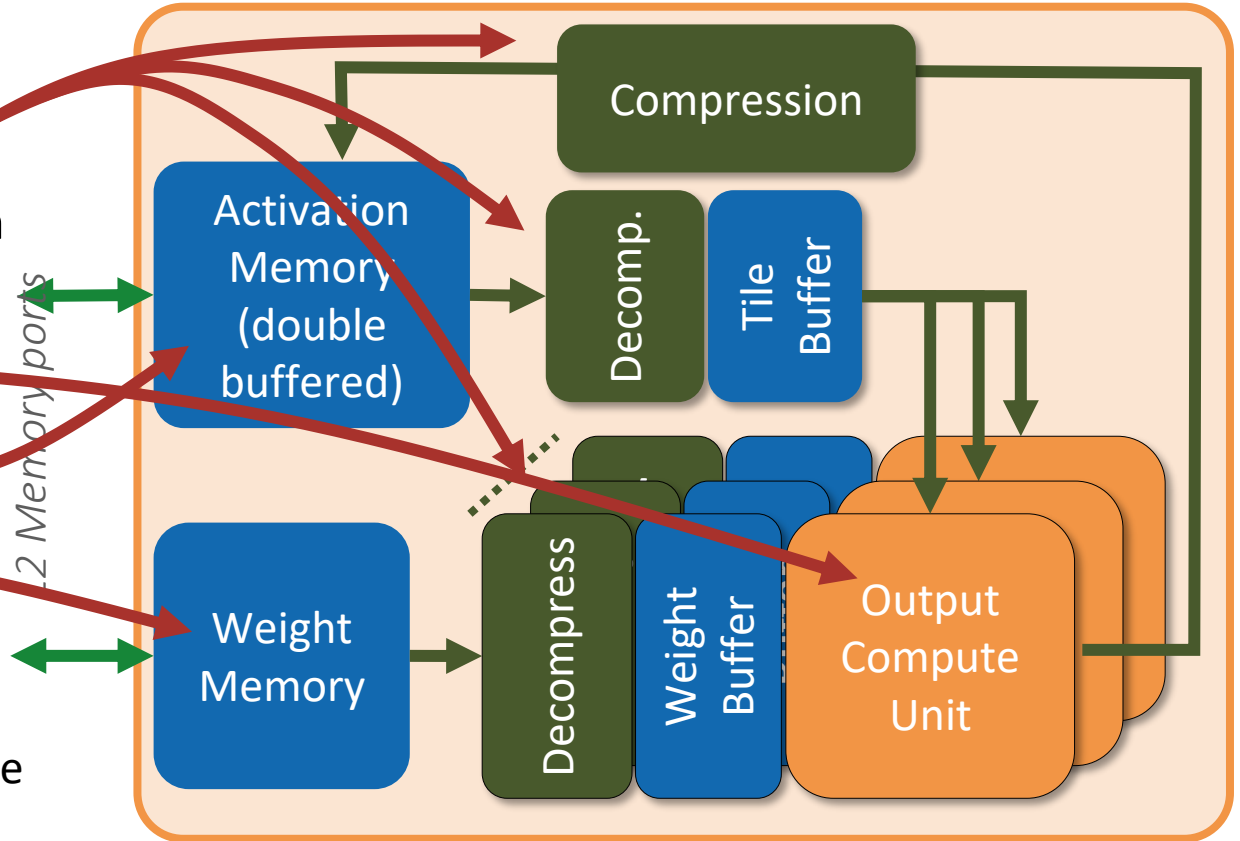 Compression
Activation
Memory
(double
buffered)
Decomp.
Tile
Buffer
Memory ports
Decompress
Weight
Buffer
Output
Compute
Unit
Weight
Memory
e